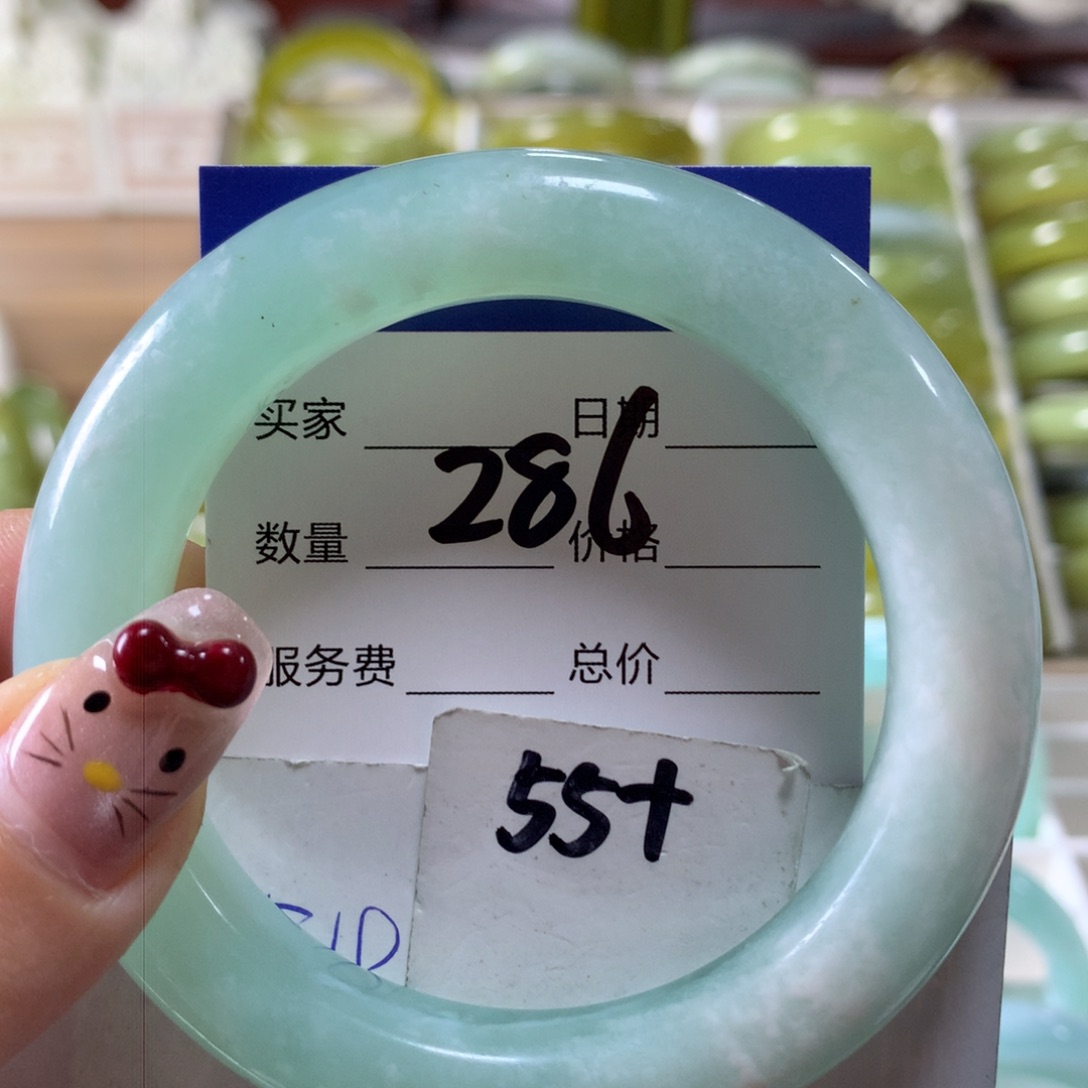 买家 日期
286
数量 价格
服务费 总价
55+